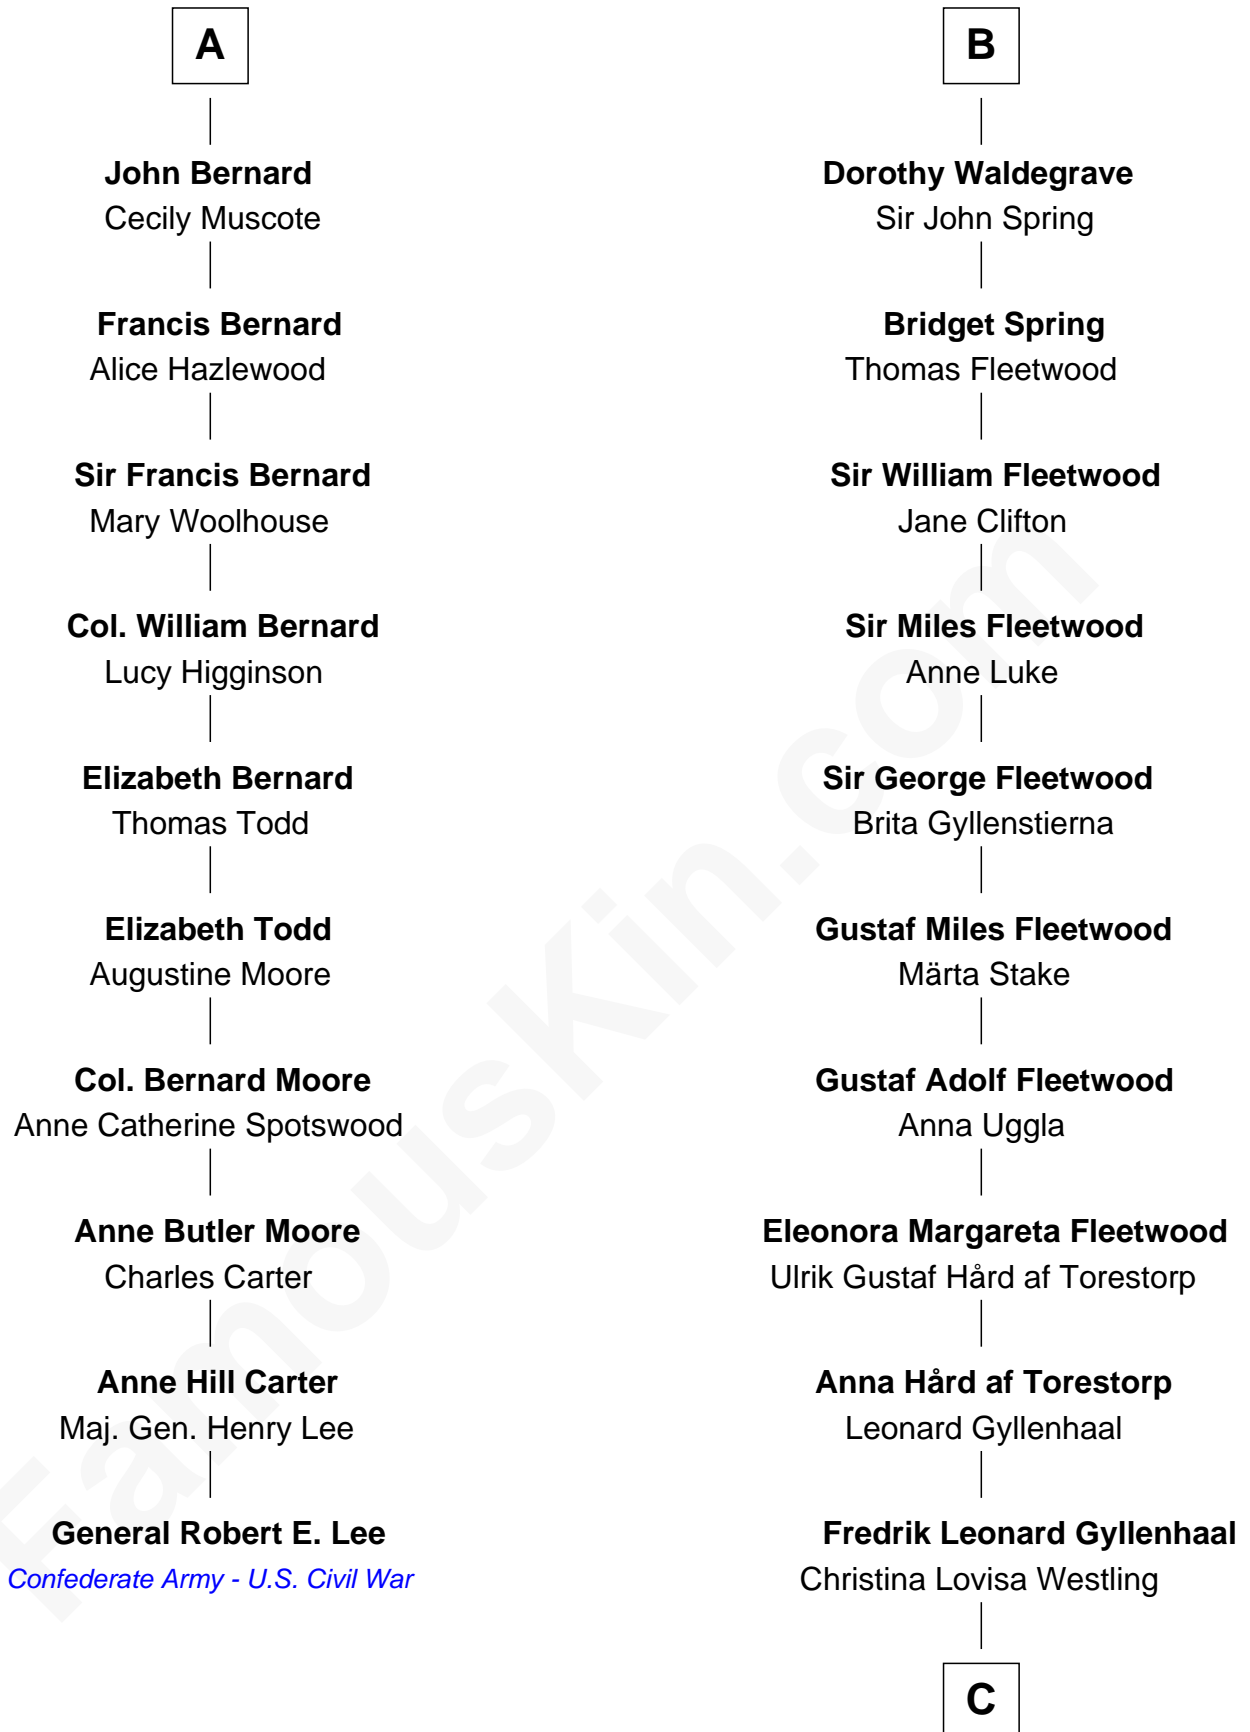 A
John Bernard
Cecily Muscote
Francis Bernard
Alice Hazlewood
Sir Francis Bernard
Mary Woolhouse
Col. William Bernard
Lucy Higginson
Elizabeth Bernard
Thomas Todd
Elizabeth Todd
Augustine Moore
Col. Bernard Moore
Anne Catherine Spotswood
Anne Butler Moore
Charles Carter
Anne Hill Carter
Maj. Gen. Henry Lee
General Robert E. Lee
Confederate Army - U.S. Civil War
B
Dorothy Waldegrave
Sir John Spring
Bridget Spring
Thomas Fleetwood
Sir William Fleetwood
Jane Clifton
Sir Miles Fleetwood
Anne Luke
Sir George Fleetwood
Brita Gyllenstierna
Gustaf Miles Fleetwood
Märta Stake
Gustaf Adolf Fleetwood
Anna Uggla
Eleonora Margareta Fleetwood
Ulrik Gustaf Hård af Torestorp
Anna Hård af Torestorp
Leonard Gyllenhaal
Fredrik Leonard Gyllenhaal
Christina Lovisa Westling
C
FamousKin.com